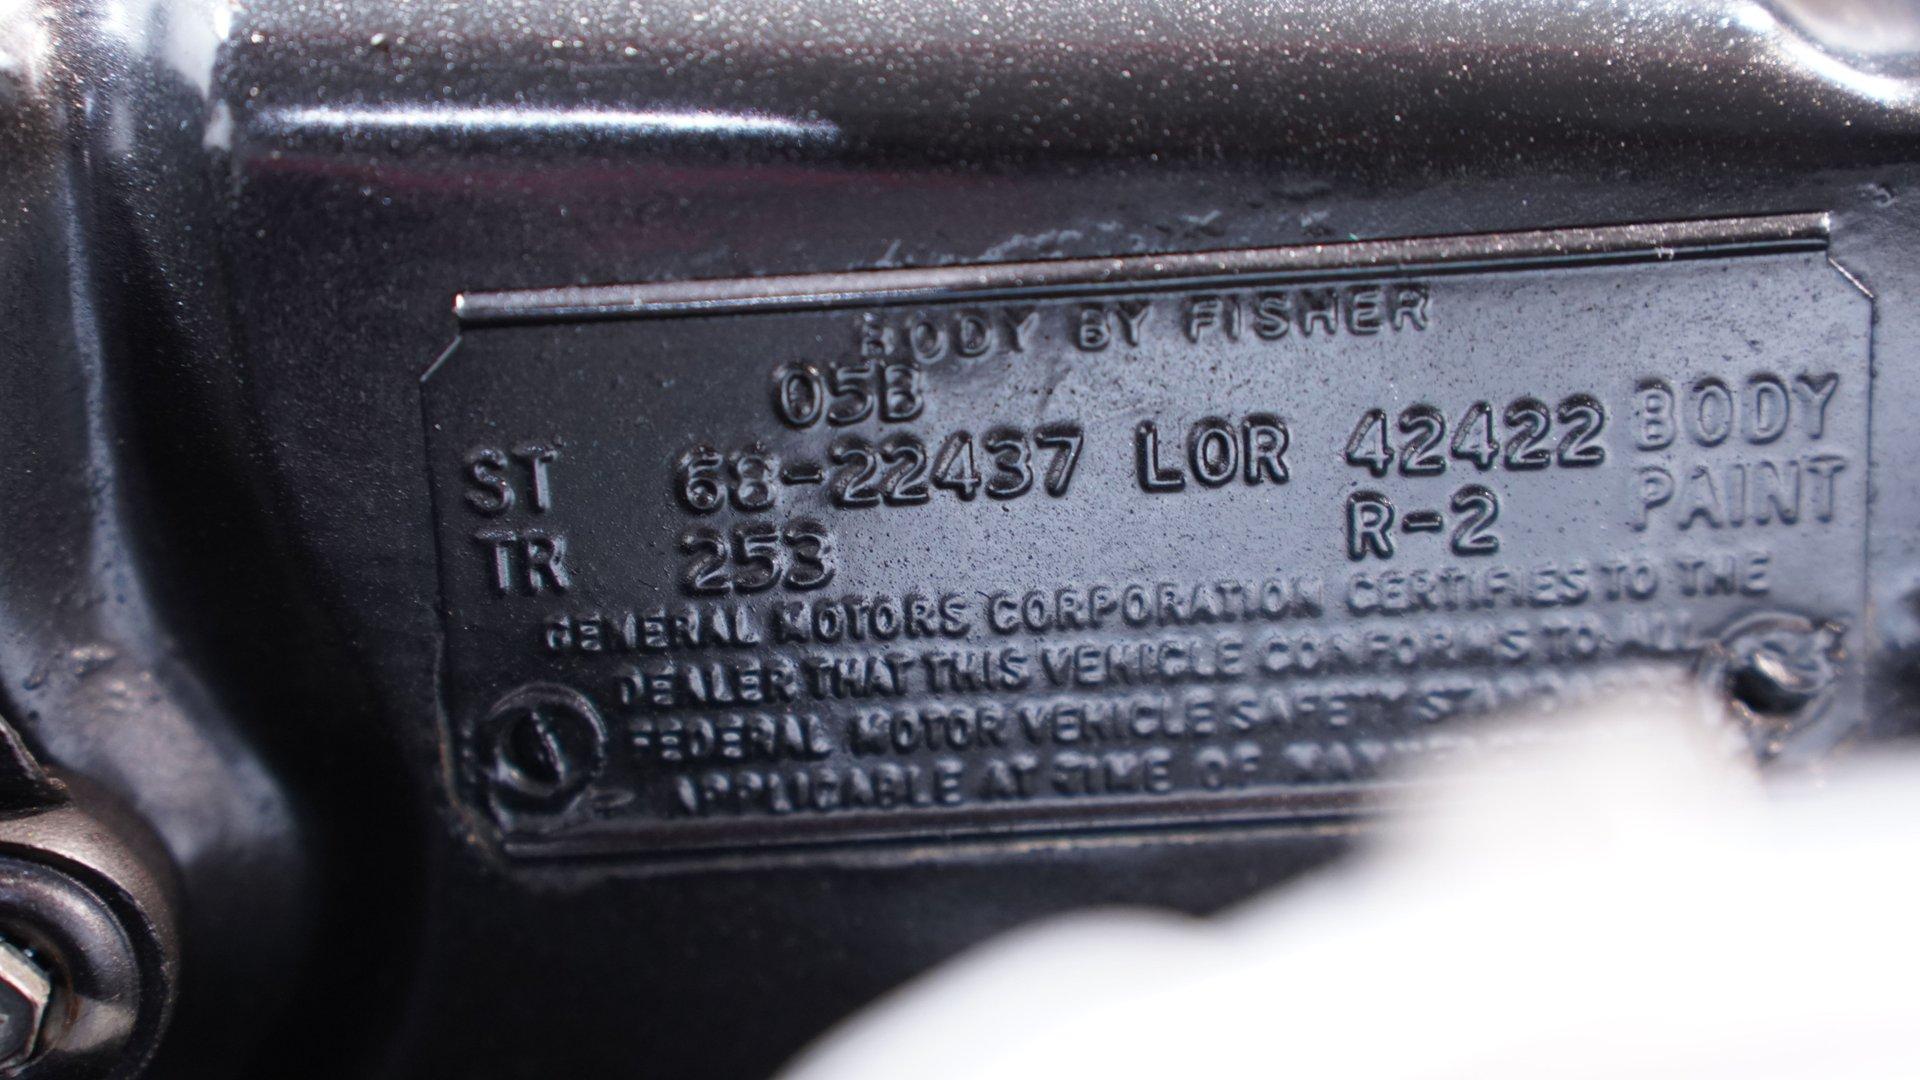 BODY BY FISHER
05B
ST 68-22437 LOR 42422 BODY
TR 253 R-2 PAINT
GENERAL MOTORS CORPORATION CERTIFIES TO THE
DEALER THAT THIS VEHICLE CONFORMS TO ALL
FEDERAL MOTOR VEHICLE SAFETY
APPLICABLE AT TIME OF